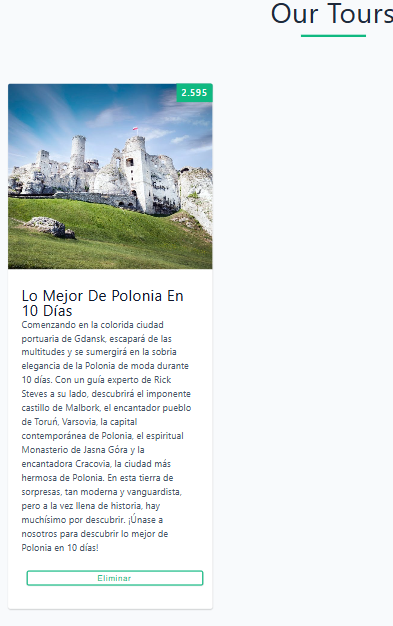 Our Tours
2.595
Lo Mejor De Polonia En
10 Días
Comenzando en la colorida ciudad
portuaria de Gdansk, escapará de las
multitudes y se sumergirá en la sobria
elegancia de la Polonia de moda durante
10 días. Con un guía experto de Rick
Steves a su lado, descubrirá el imponente
castillo de Malbork, el encantador pueblo
de Toruń, Varsovia, la capital
contemporánea de Polonia, el espiritual
Monasterio de Jasna Góra y la
encantadora Cracovia, la ciudad más
hermosa de Polonia. En esta tierra de
sorpresas, tan moderna y vanguardista,
pero a la vez llena de historia, hay
muchísimo por descubrir. ¡Únase a
nosotros para descubrir lo mejor de
Polonia en 10 días!
Eliminar